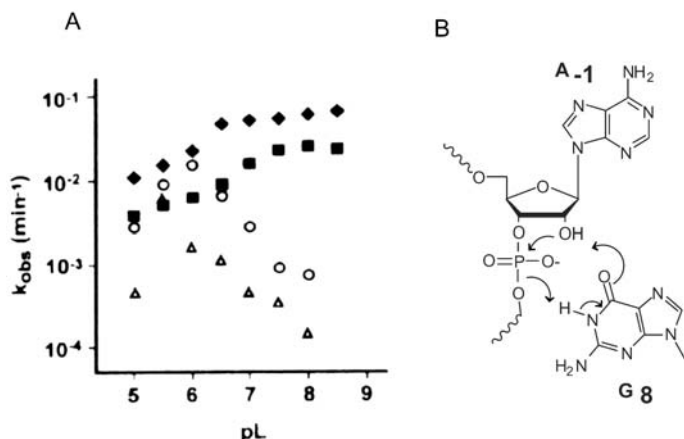 A
B
k_obs (min⁻¹)
10⁻¹
10⁻²
10⁻³
10⁻⁴
5 6 7 8 9
pL
A -1
NH₂
N
N
N
N
O
O
O
OH
O=P-O-
O
O
H N
N
H₂N N N
G 8